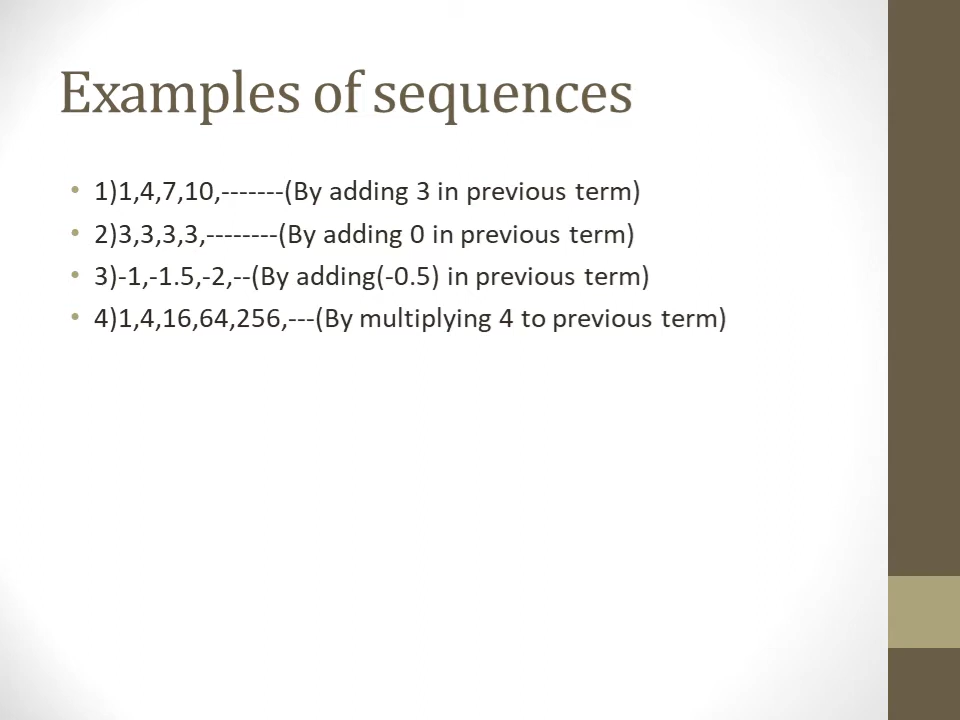 Examples of sequences
• 1)1,4,7,10,-------(By adding 3 in previous term)
• 2)3,3,3,3,--------(By adding 0 in previous term)
• 3)-1,-1.5,-2,--(By adding(-0.5) in previous term)
• 4)1,4,16,64,256,---(By multiplying 4 to previous term)